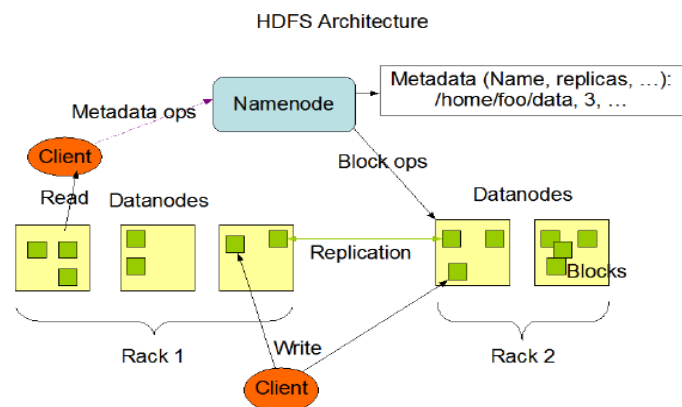 HDFS Architecture
Metadata (Name, replicas, ...):
/home/foo/data, 3, ...
Namenode
Metadata ops
Client
Block ops
Read
Datanodes
Datanodes
Replication
Blocks
Rack 1
Write
Rack 2
Client